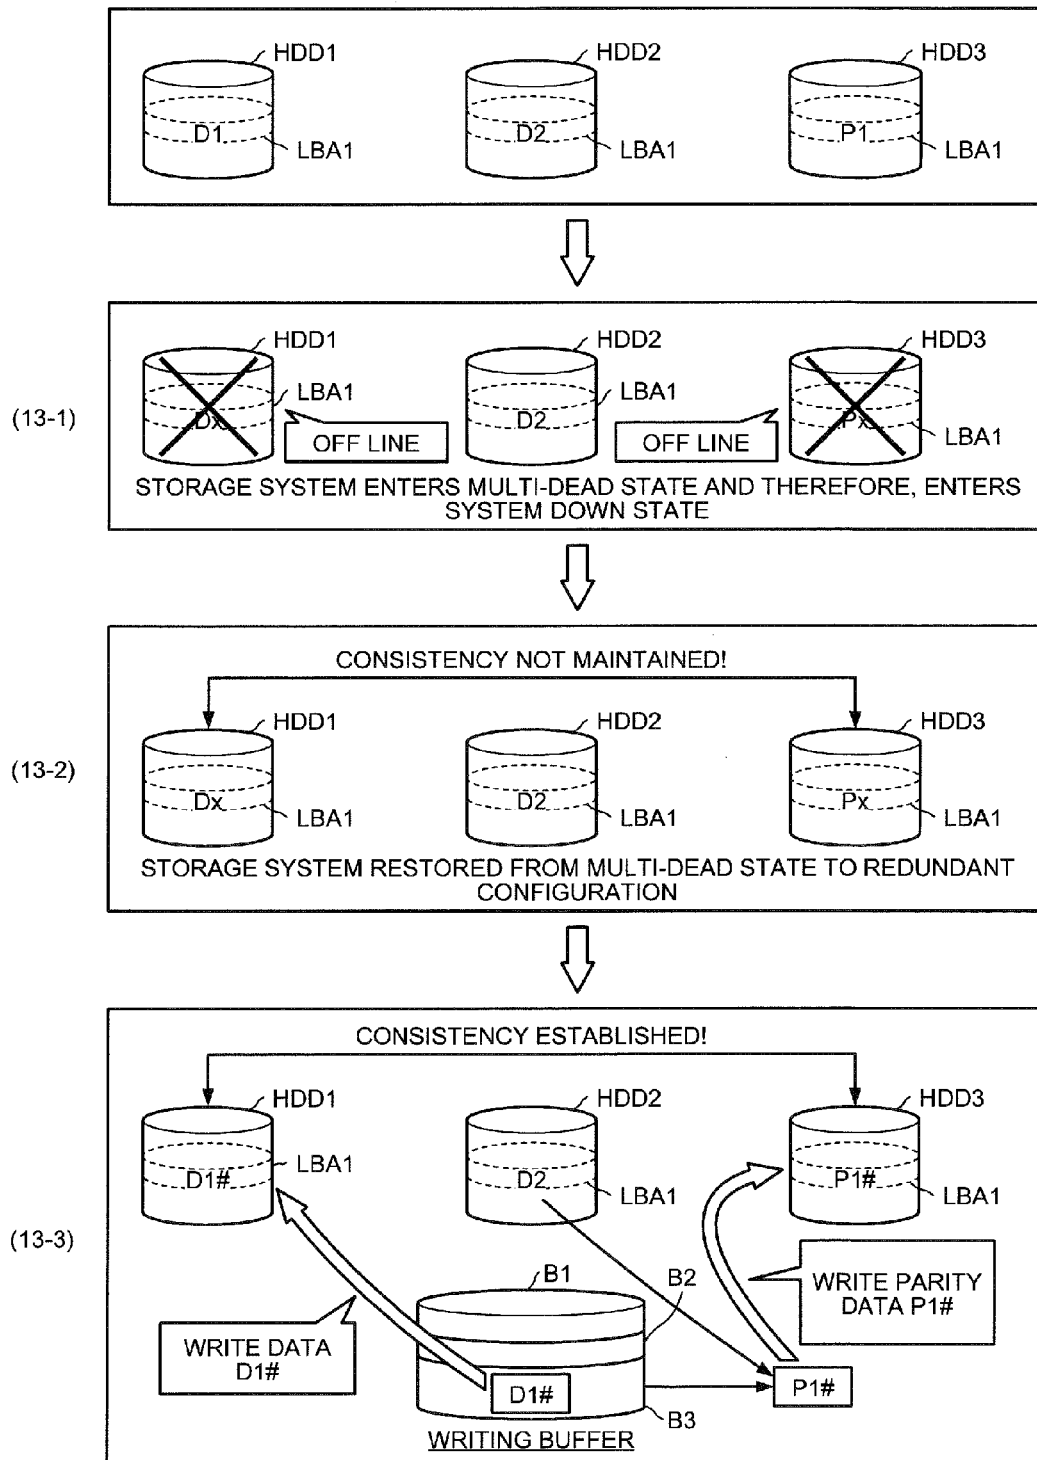 HDD1
HDD2
HDD3
D1
D2
P1
LBA1
LBA1
LBA1
(13-1)
HDD1
HDD2
HDD3
LBA1
LBA1
Dx
D2
Px
LBA1
OFF LINE
OFF LINE
STORAGE SYSTEM ENTERS MULTI-DEAD STATE AND THEREFORE, ENTERS
SYSTEM DOWN STATE
CONSISTENCY NOT MAINTAINED!
(13-2)
HDD1
HDD2
HDD3
Dx
D2
Px
LBA1
LBA1
LBA1
STORAGE SYSTEM RESTORED FROM MULTI-DEAD STATE TO REDUNDANT
CONFIGURATION
CONSISTENCY ESTABLISHED!
(13-3)
HDD1
HDD2
HDD3
D1#
LBA1
D2
LBA1
P1#
LBA1
B1
B2
WRITE PARITY
DATA P1#
WRITE DATA
D1#
D1#
P1#
B3
WRITING BUFFER